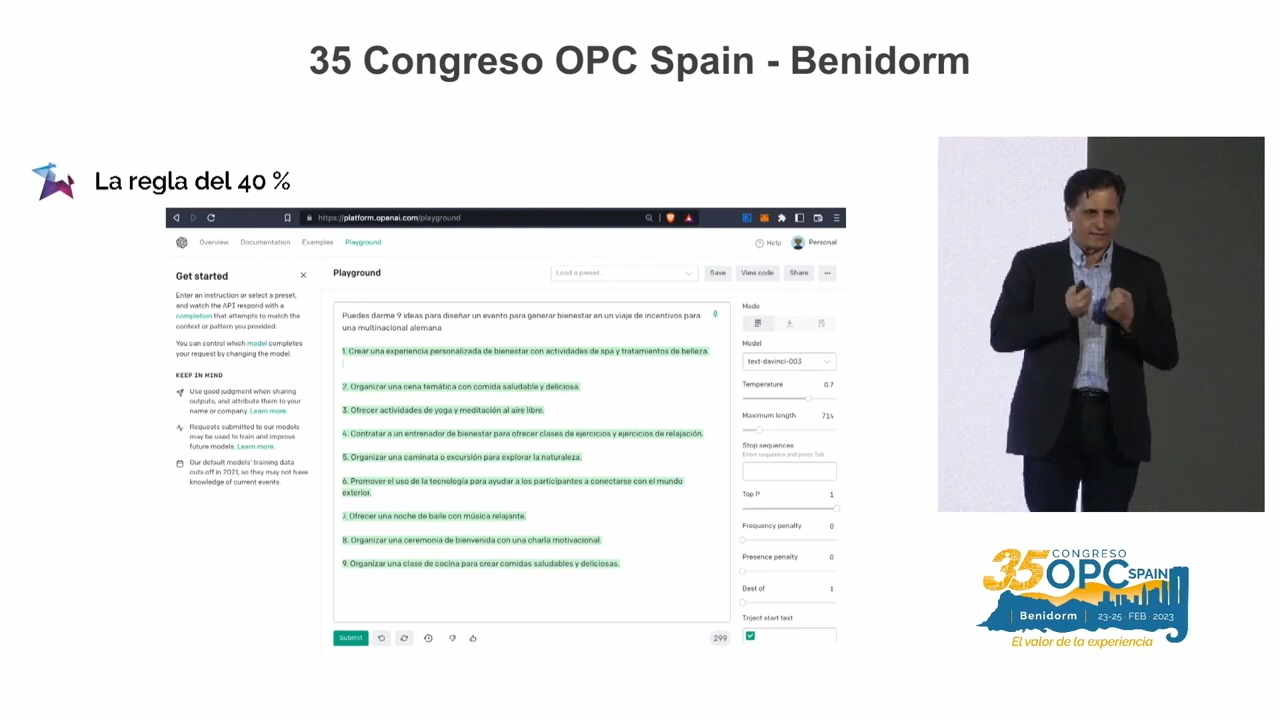 35 Congreso OPC Spain - Benidorm
La regla del 40 %
https://platform.openai.com/playground
Overview
Documentation
Examples
Playground
Help
Personal
Get started
Enter an instruction or select a preset,
and watch the API respond with a
completion that attempts to match the
context or pattern you provided.
You can control which model completes
your request by changing the model.
KEEP IN MIND
Use good judgment when sharing
outputs, and attribute them to your
name or company. Learn more.
Requests submitted to our models
may be used to train and improve
future models. Learn more.
Our default models' training data
cuts off in 2021, so they may not have
knowledge of current events.
Playground
Load a preset...
Save
View code
Share
...
Puedes darme 9 ideas para diseñar un evento para generar bienestar en un viaje de incentivos para
una multinacional alemana
1. Crear una experiencia personalizada de bienestar con actividades de spa y tratamientos de belleza.
2. Organizar una cena temática con comida saludable y deliciosa.
3. Ofrecer actividades de yoga y meditación al aire libre.
4. Contratar a un entrenador de bienestar para ofrecer clases de ejercicios y ejercicios de relajación.
5. Organizar una caminata o excursión para explorar la naturaleza.
6. Promover el uso de la tecnología para ayudar a los participantes a conectarse con el mundo
exterior.
7. Ofrecer una noche de baile con música relajante.
8. Organizar una ceremonia de bienvenida con una charla motivacional.
9. Organizar una clase de cocina para crear comidas saludables y deliciosas.
Submit
299
Mode
Model
text-davinci-003
Temperature 0.7
Maximum length 714
Stop sequences
Enter sequence and press Tab
Top P 1
Frequency penalty 0
Presence penalty 0
Best of 1
Inject start text
35 CONGRESO
OPC SPAIN
Benidorm | 23-25 · FEB · 2023
El valor de la experiencia